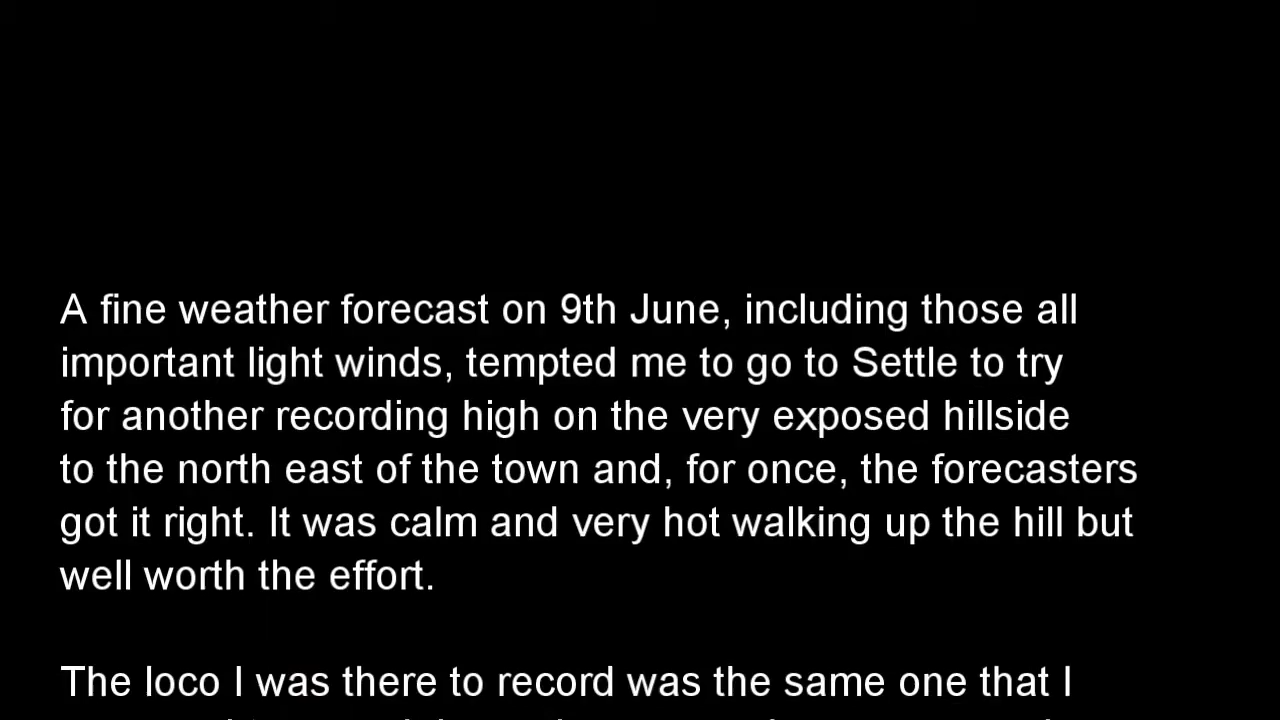 A fine weather forecast on 9th June, including those all
important light winds, tempted me to go to Settle to try
for another recording high on the very exposed hillside
to the north east of the town and, for once, the forecasters
got it right. It was calm and very hot walking up the hill but
well worth the effort.
The loco I was there to record was the same one that I